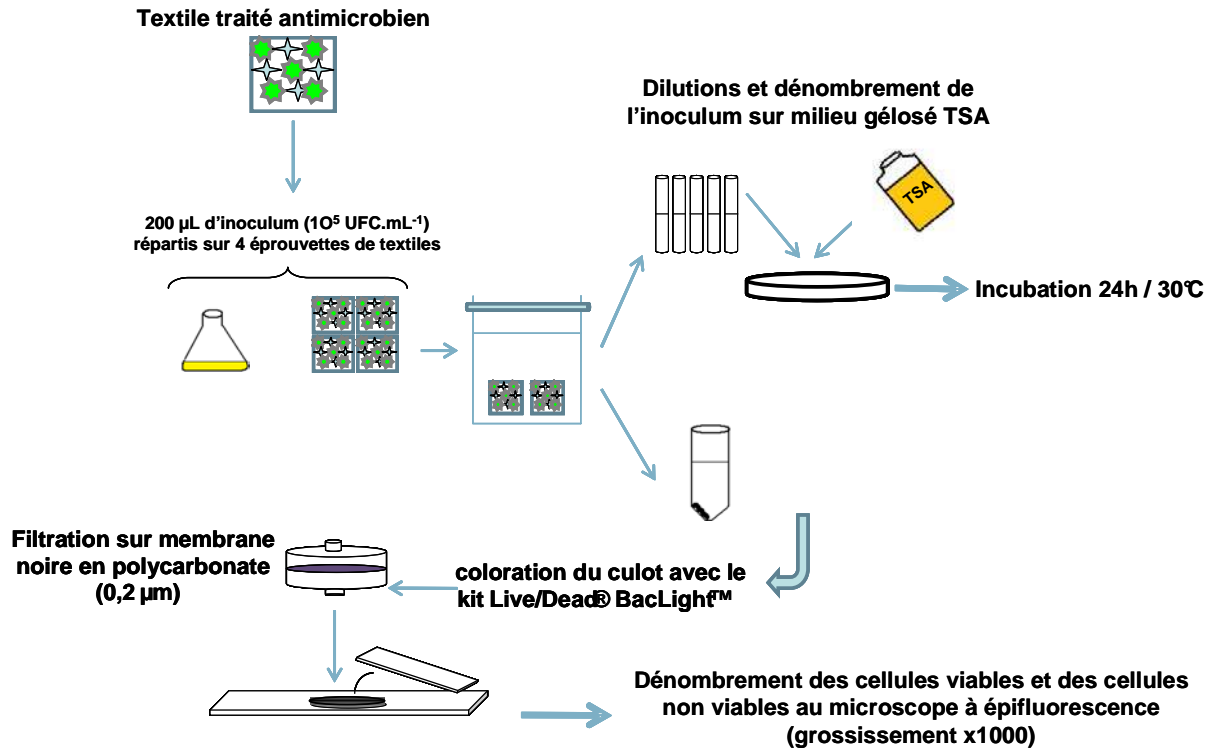 Textile traité antimicrobien
Dilutions et dénombrement de
l’inoculum sur milieu gélosé TSA
TSA
200 µL d’inoculum (1O⁵ UFC.mL⁻¹)
répartis sur 4 éprouvettes de textiles
Incubation 24h / 30°C
Filtration sur membrane
noire en polycarbonate
(0,2 µm)
coloration du culot avec le
kit Live/Dead® BacLight™
Dénombrement des cellules viables et des cellules
non viables au microscope à épifluorescence
(grossissement x1000)